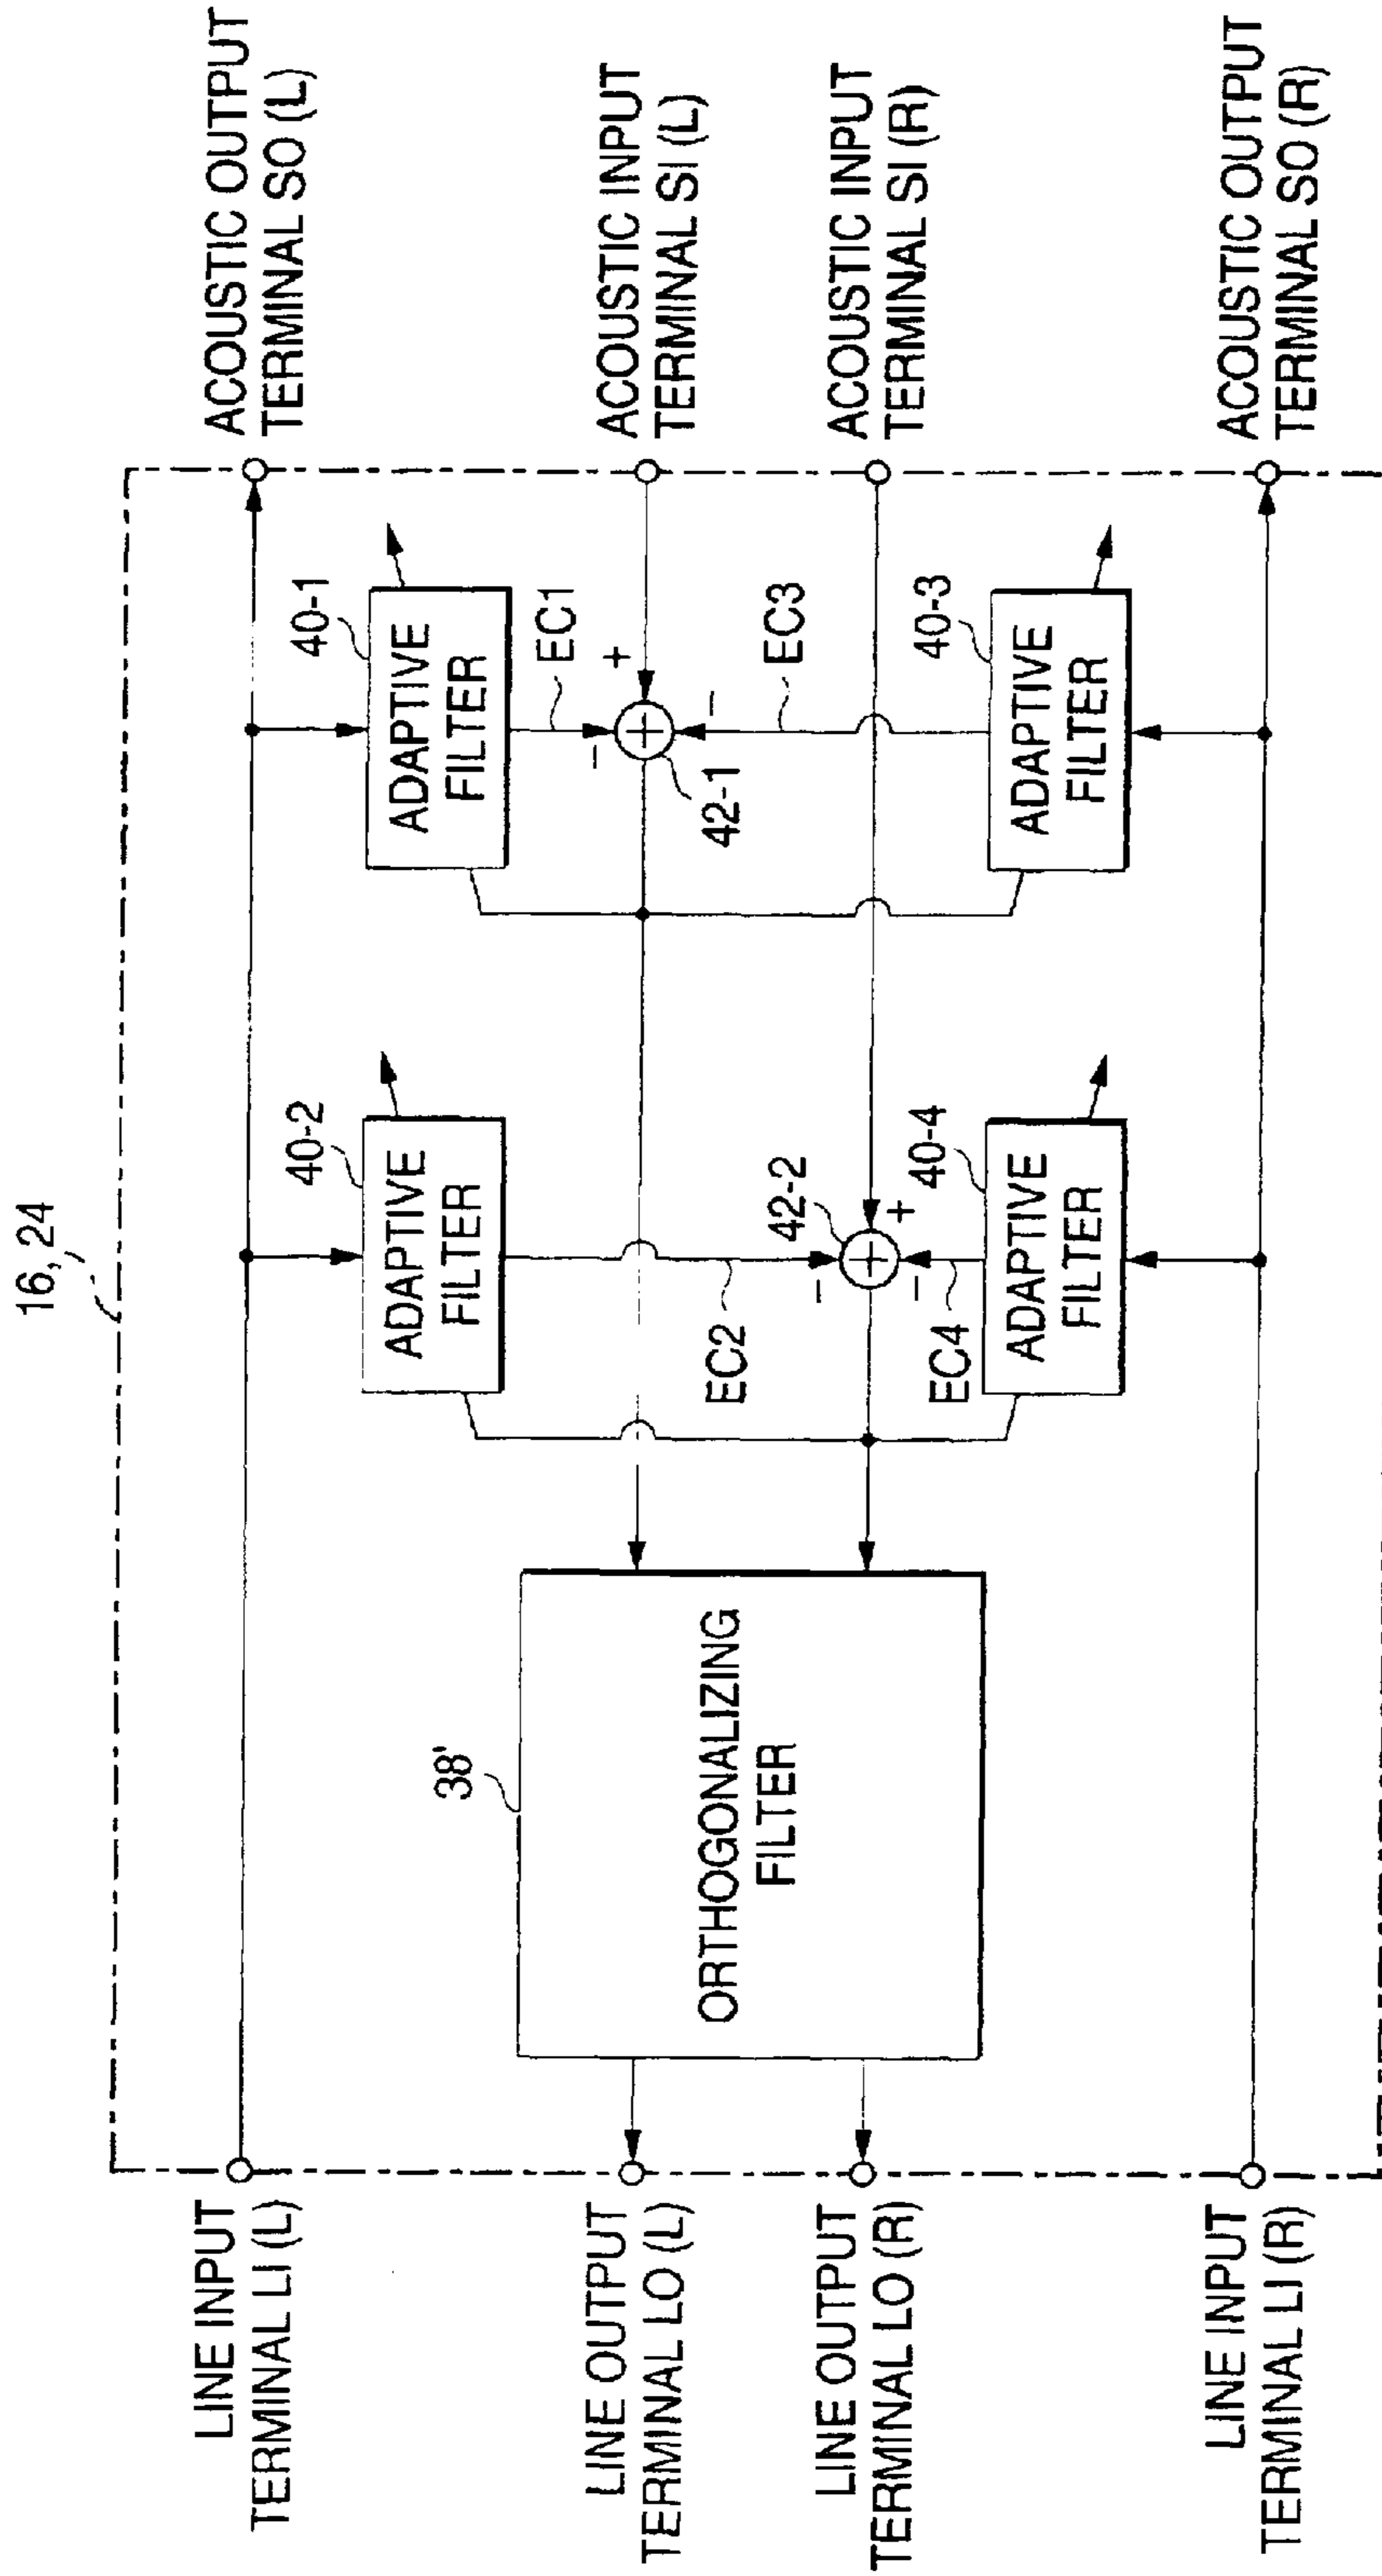 16, 24
LINE INPUT
TERMINAL LI (L)
ACOUSTIC OUTPUT
TERMINAL SO (L)
40-2
ADAPTIVE
FILTER
40-1
ADAPTIVE
FILTER
EC1
+
-
-
+
42-1
ACOUSTIC INPUT
TERMINAL SI (L)
LINE OUTPUT
TERMINAL LO (L)
38'
ORTHOGONALIZING
FILTER
EC2
42-2
+
-
-
+
EC3
ACOUSTIC INPUT
TERMINAL SI (R)
LINE OUTPUT
TERMINAL LO (R)
EC4
40-4
ADAPTIVE
FILTER
40-3
ADAPTIVE
FILTER
LINE INPUT
TERMINAL LI (R)
ACOUSTIC OUTPUT
TERMINAL SO (R)